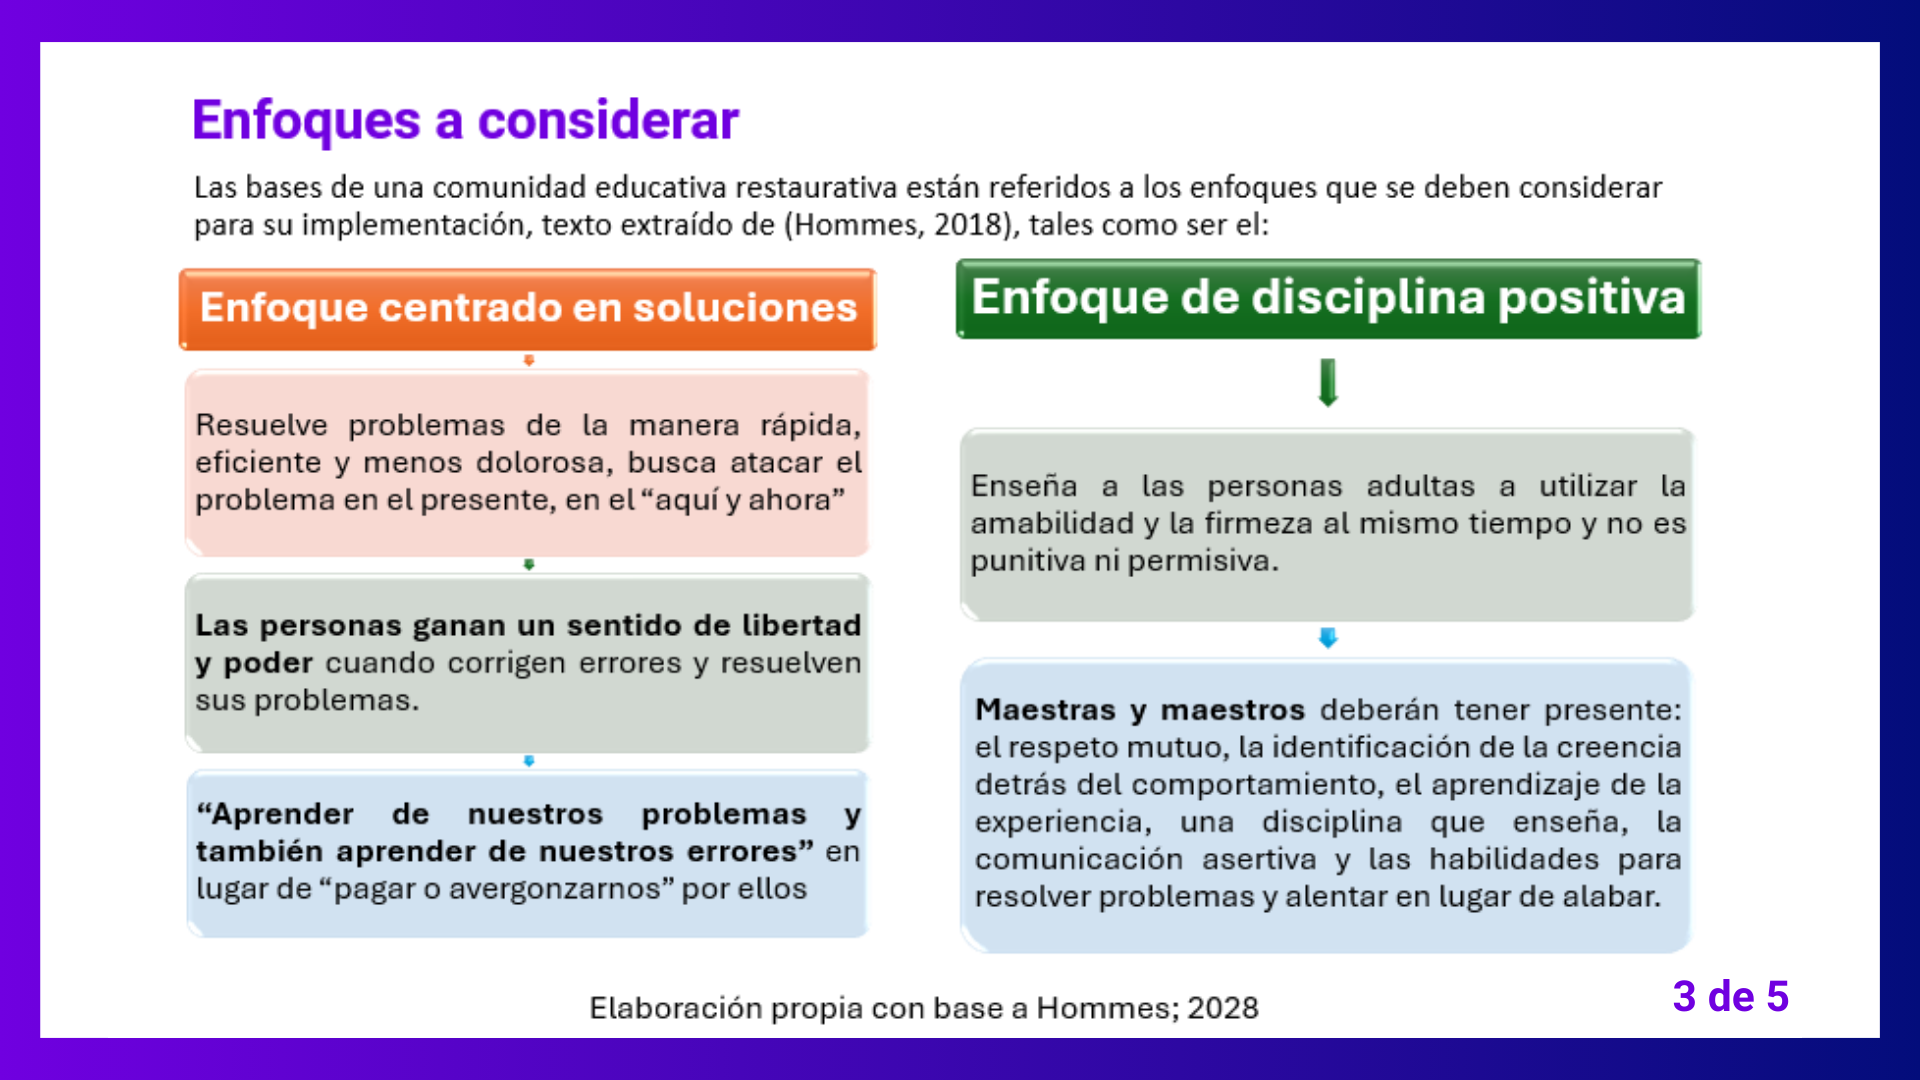 Enfoques a considerar
Las bases de una comunidad educativa restaurativa están referidos a los enfoques que se deben considerar
para su implementación, texto extraído de (Hommes, 2018), tales como ser el:
Enfoque centrado en soluciones
Resuelve problemas de la manera rápida,
eficiente y menos dolorosa, busca atacar el
problema en el presente, en el “aquí y ahora”
Las personas ganan un sentido de libertad
y poder cuando corrigen errores y resuelven
sus problemas.
“Aprender de nuestros problemas y
también aprender de nuestros errores” en
lugar de “pagar o avergonzarnos” por ellos
Enfoque de disciplina positiva
Enseña a las personas adultas a utilizar la
amabilidad y la firmeza al mismo tiempo y no es
punitiva ni permisiva.
Maestras y maestros deberán tener presente:
el respeto mutuo, la identificación de la creencia
detrás del comportamiento, el aprendizaje de la
experiencia, una disciplina que enseña, la
comunicación asertiva y las habilidades para
resolver problemas y alentar en lugar de alabar.
Elaboración propia con base a Hommes; 2028
3 de 5